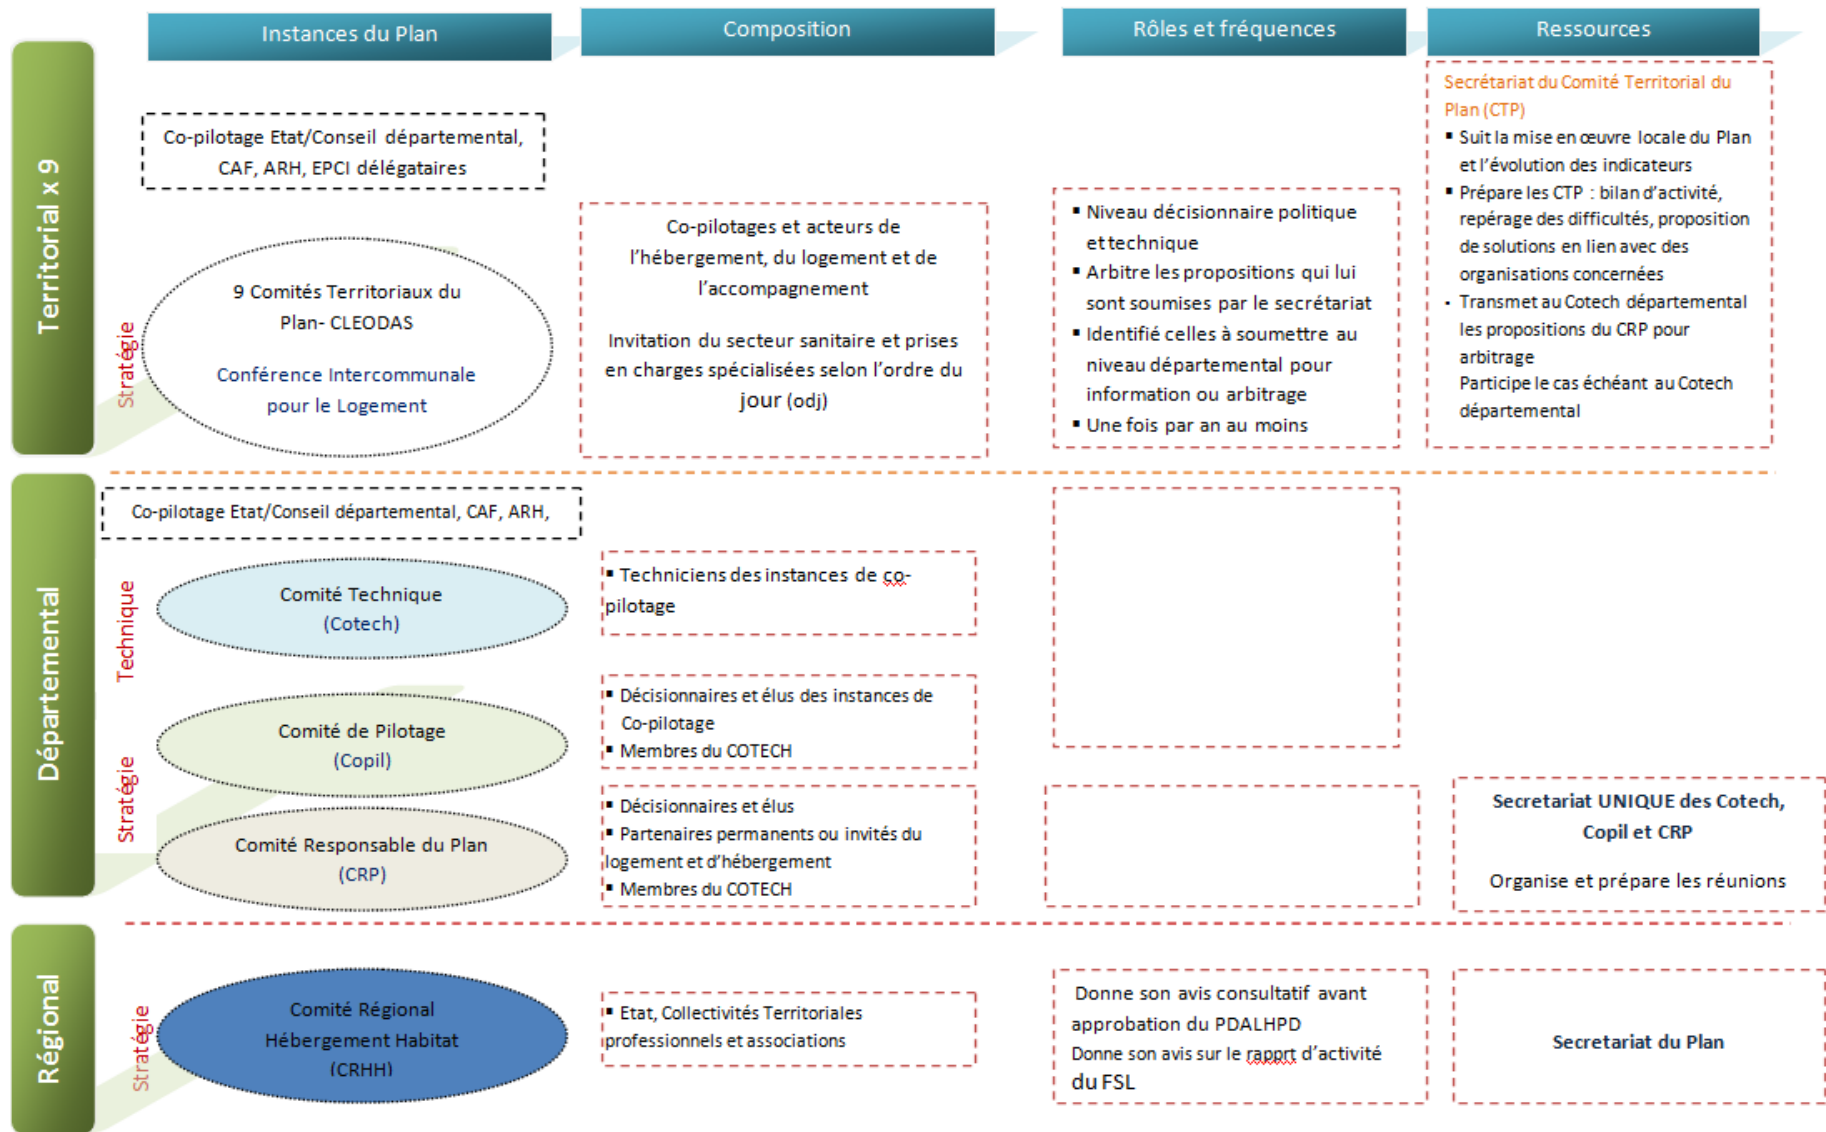 Instances du Plan
Composition
Rôles et fréquences
Ressources
Territorial x 9
Co-pilotage Etat/Conseil départemental,
CAF, ARH, EPCI délégataires
Stratégie
9 Comités Territoriaux du
Plan- CLEODAS
Conférence Intercommunale
pour le Logement
Co-pilotages et acteurs de
l’hébergement, du logement et de
l’accompagnement
Invitation du secteur sanitaire et prises
en charges spécialisées selon l’ordre du
jour (odj)
▪ Niveau décisionnaire politique
et technique
▪ Arbitre les propositions qui lui
sont soumises par le secrétariat
▪ Identifié celles à soumettre au
niveau départemental pour
information ou arbitrage
▪ Une fois par an au moins
Secrétariat du Comité Territorial du
Plan (CTP)
▪ Suit la mise en œuvre locale du Plan
et l’évolution des indicateurs
▪ Prépare les CTP : bilan d’activité,
repérage des difficultés, proposition
de solutions en lien avec des
organisations concernées
- Transmet au Cotech départemental
les propositions du CRP pour
arbitrage
Participe le cas échéant au Cotech
départemental
Départemental
Co-pilotage Etat/Conseil départemental, CAF, ARH,
Technique
Comité Technique
(Cotech)
▪ Techniciens des instances de co-
pilotage
Stratégie
Comité de Pilotage
(Copil)
▪ Décisionnaires et élus des instances de
Co-pilotage
▪ Membres du COTECH
Comité Responsable du Plan
(CRP)
▪ Décisionnaires et élus
▪ Partenaires permanents ou invités du
logement et d’hébergement
▪ Membres du COTECH
Secretariat UNIQUE des Cotech,
Copil et CRP
Organise et prépare les réunions
Régional
Stratégie
Comité Régional
Hébergement Habitat
(CRHH)
▪ Etat, Collectivités Territoriales
professionnels et associations
Donne son avis consultatif avant
approbation du PDALHPD
Donne son avis sur le rapprt d’activité
du FSL
Secretariat du Plan